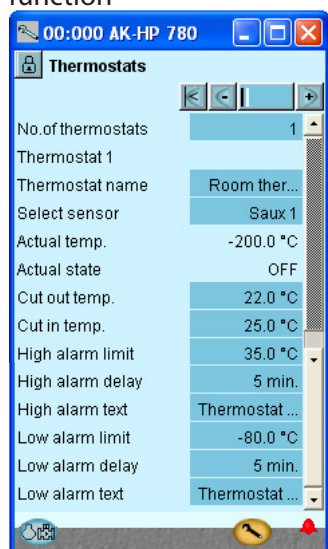 function
00:000 AK-HP 780
Thermostats
No.of thermostats 1
Thermostat 1
Thermostat name Room ther...
Select sensor Saux 1
Actual temp. -200.0 °C
Actual state OFF
Cut out temp. 22.0 °C
Cut in temp. 25.0 °C
High alarm limit 35.0 °C
High alarm delay 5 min.
High alarm text Thermostat ...
Low alarm limit -80.0 °C
Low alarm delay 5 min.
Low alarm text Thermostat ...